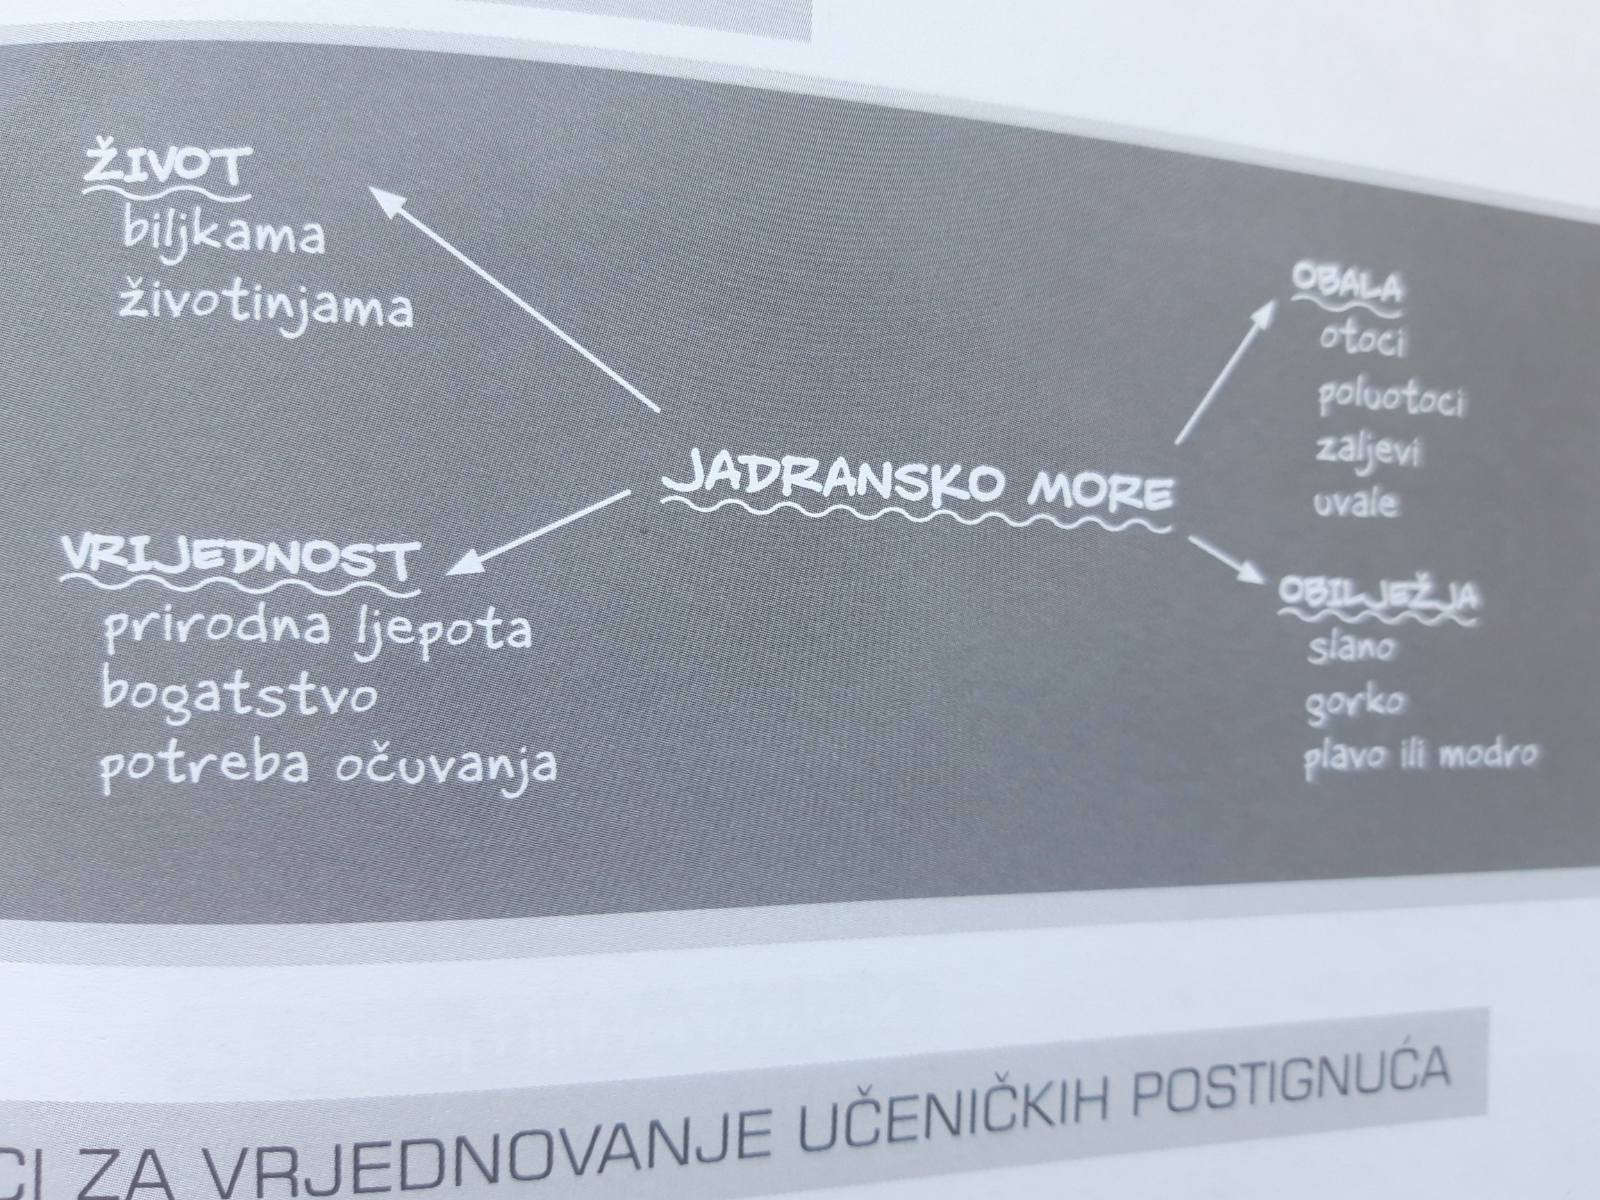 ŽIVOT
biljkama
životinjama
JADRANSKO MORE
VRIJEDNOST
prirodna ljepota
bogatstvo
potreba očuvanja
OBALA
otoci
poluotoci
zaljevi
uvale
OBILJEŽJA
slano
gorko
plavo ili modro
CI ZA VRJEDNOVANJE UČENIČKIH POSTIGNUĆA